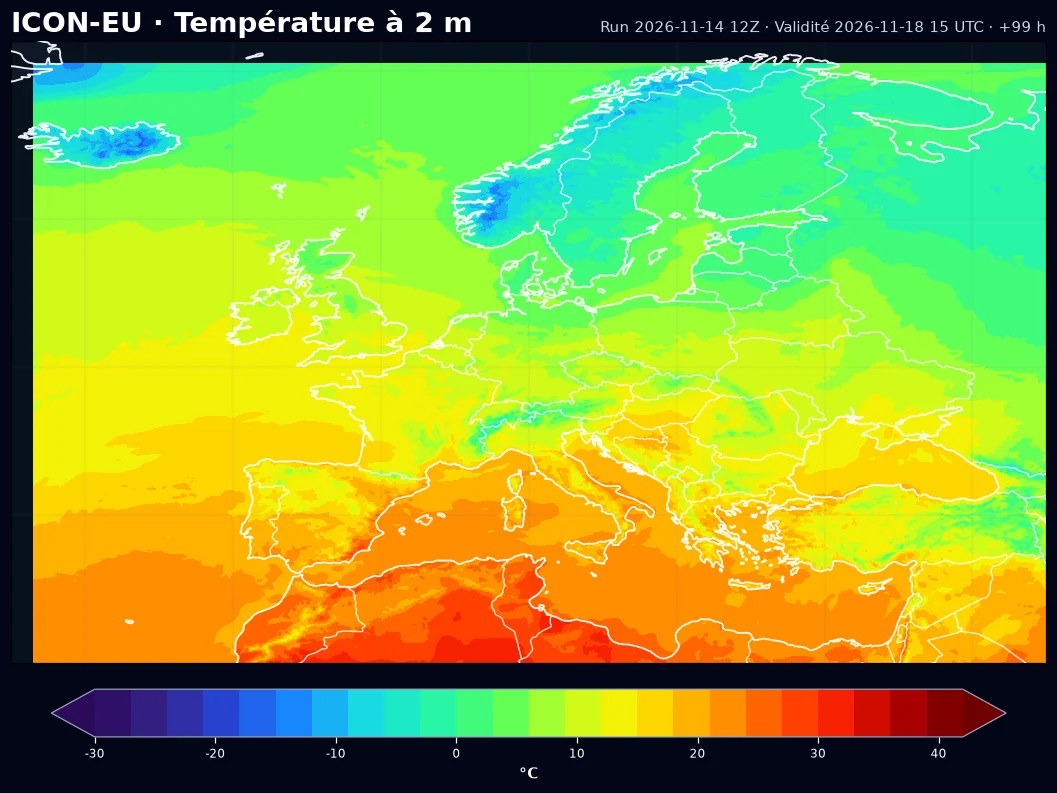 ICON-EU · Température à 2 m
Run 2026-11-14 12Z · Validité 2026-11-18 15 UTC · +99 h
-30 -20 -10 0 10 20 30 40
°C